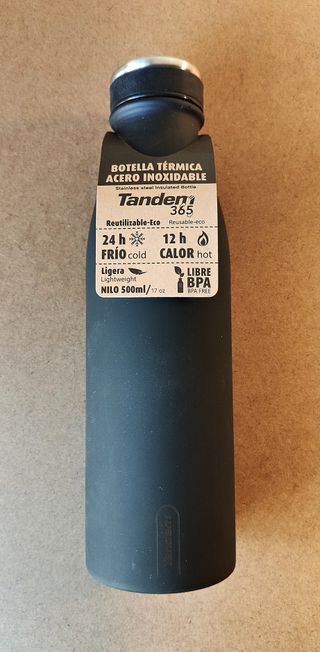 BOTELLA TÉRMICA
ACERO INOXIDABLE
Stainless steel Insulated Bottle
Tandem
365
Reutilizable-Eco Reusable-eco
24 h 12 h
FRÍO cold CALOR hot
Ligera
Lightweight
NILO 500ml/17 oz
LIBRE
BPA
BPA FREE
Tandem